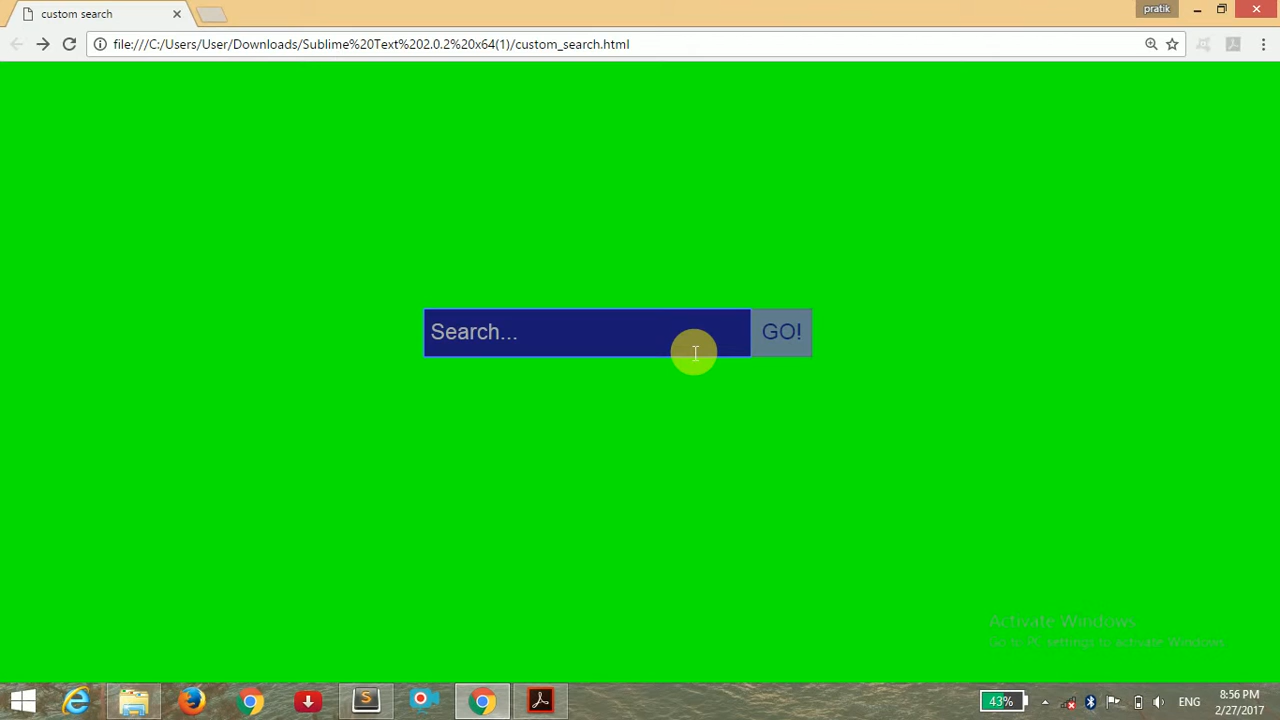 custom search
pratik
file:///C:/Users/User/Downloads/Sublime%20Text%202.0.2%20x64(1)/custom_search.html
Search...
GO!
Activate Windows
Go to PC settings to activate Windows.
43%
ENG
8:56 PM
2/27/2017